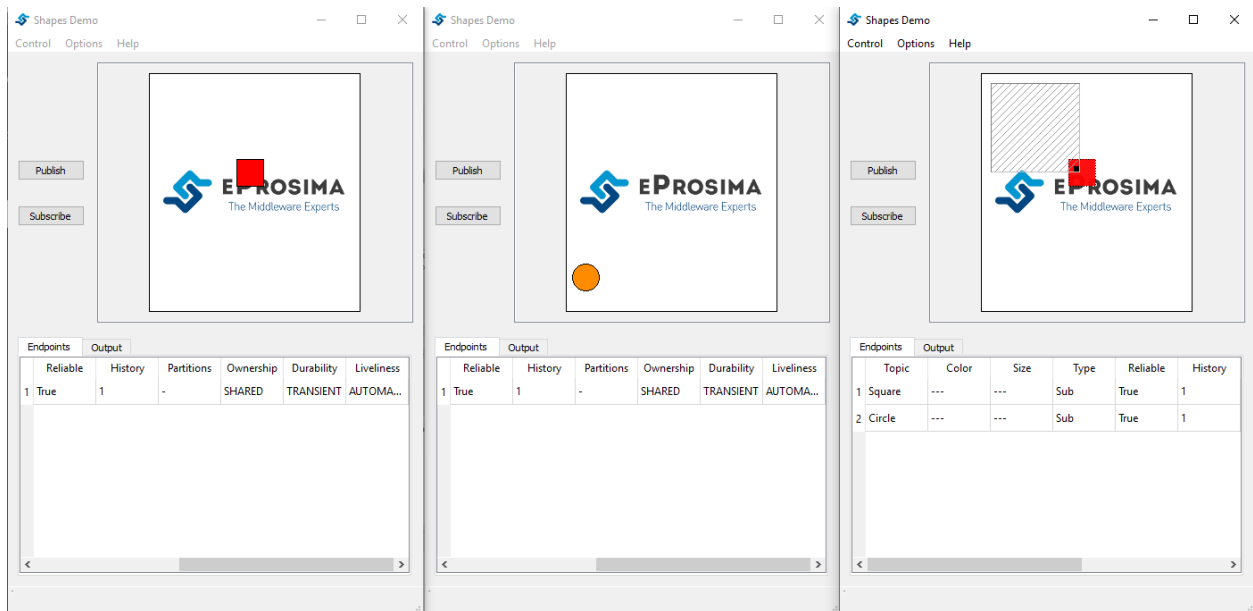 Shapes Demo
Control Options Help
Publish
Subscribe
EPROSIMA
The Middleware Experts
Endpoints Output
Reliable History Partitions Ownership Durability Liveliness
1 True 1 - SHARED TRANSIENT AUTOMA...
Shapes Demo
Control Options Help
Publish
Subscribe
EPROSIMA
The Middleware Experts
Endpoints Output
Reliable History Partitions Ownership Durability Liveliness
1 True 1 - SHARED TRANSIENT AUTOMA...
Shapes Demo
Control Options Help
Publish
Subscribe
EPROSIMA
The Middleware Experts
Endpoints Output
Topic Color Size Type Reliable History
1 Square --- --- Sub True 1
2 Circle --- --- Sub True 1